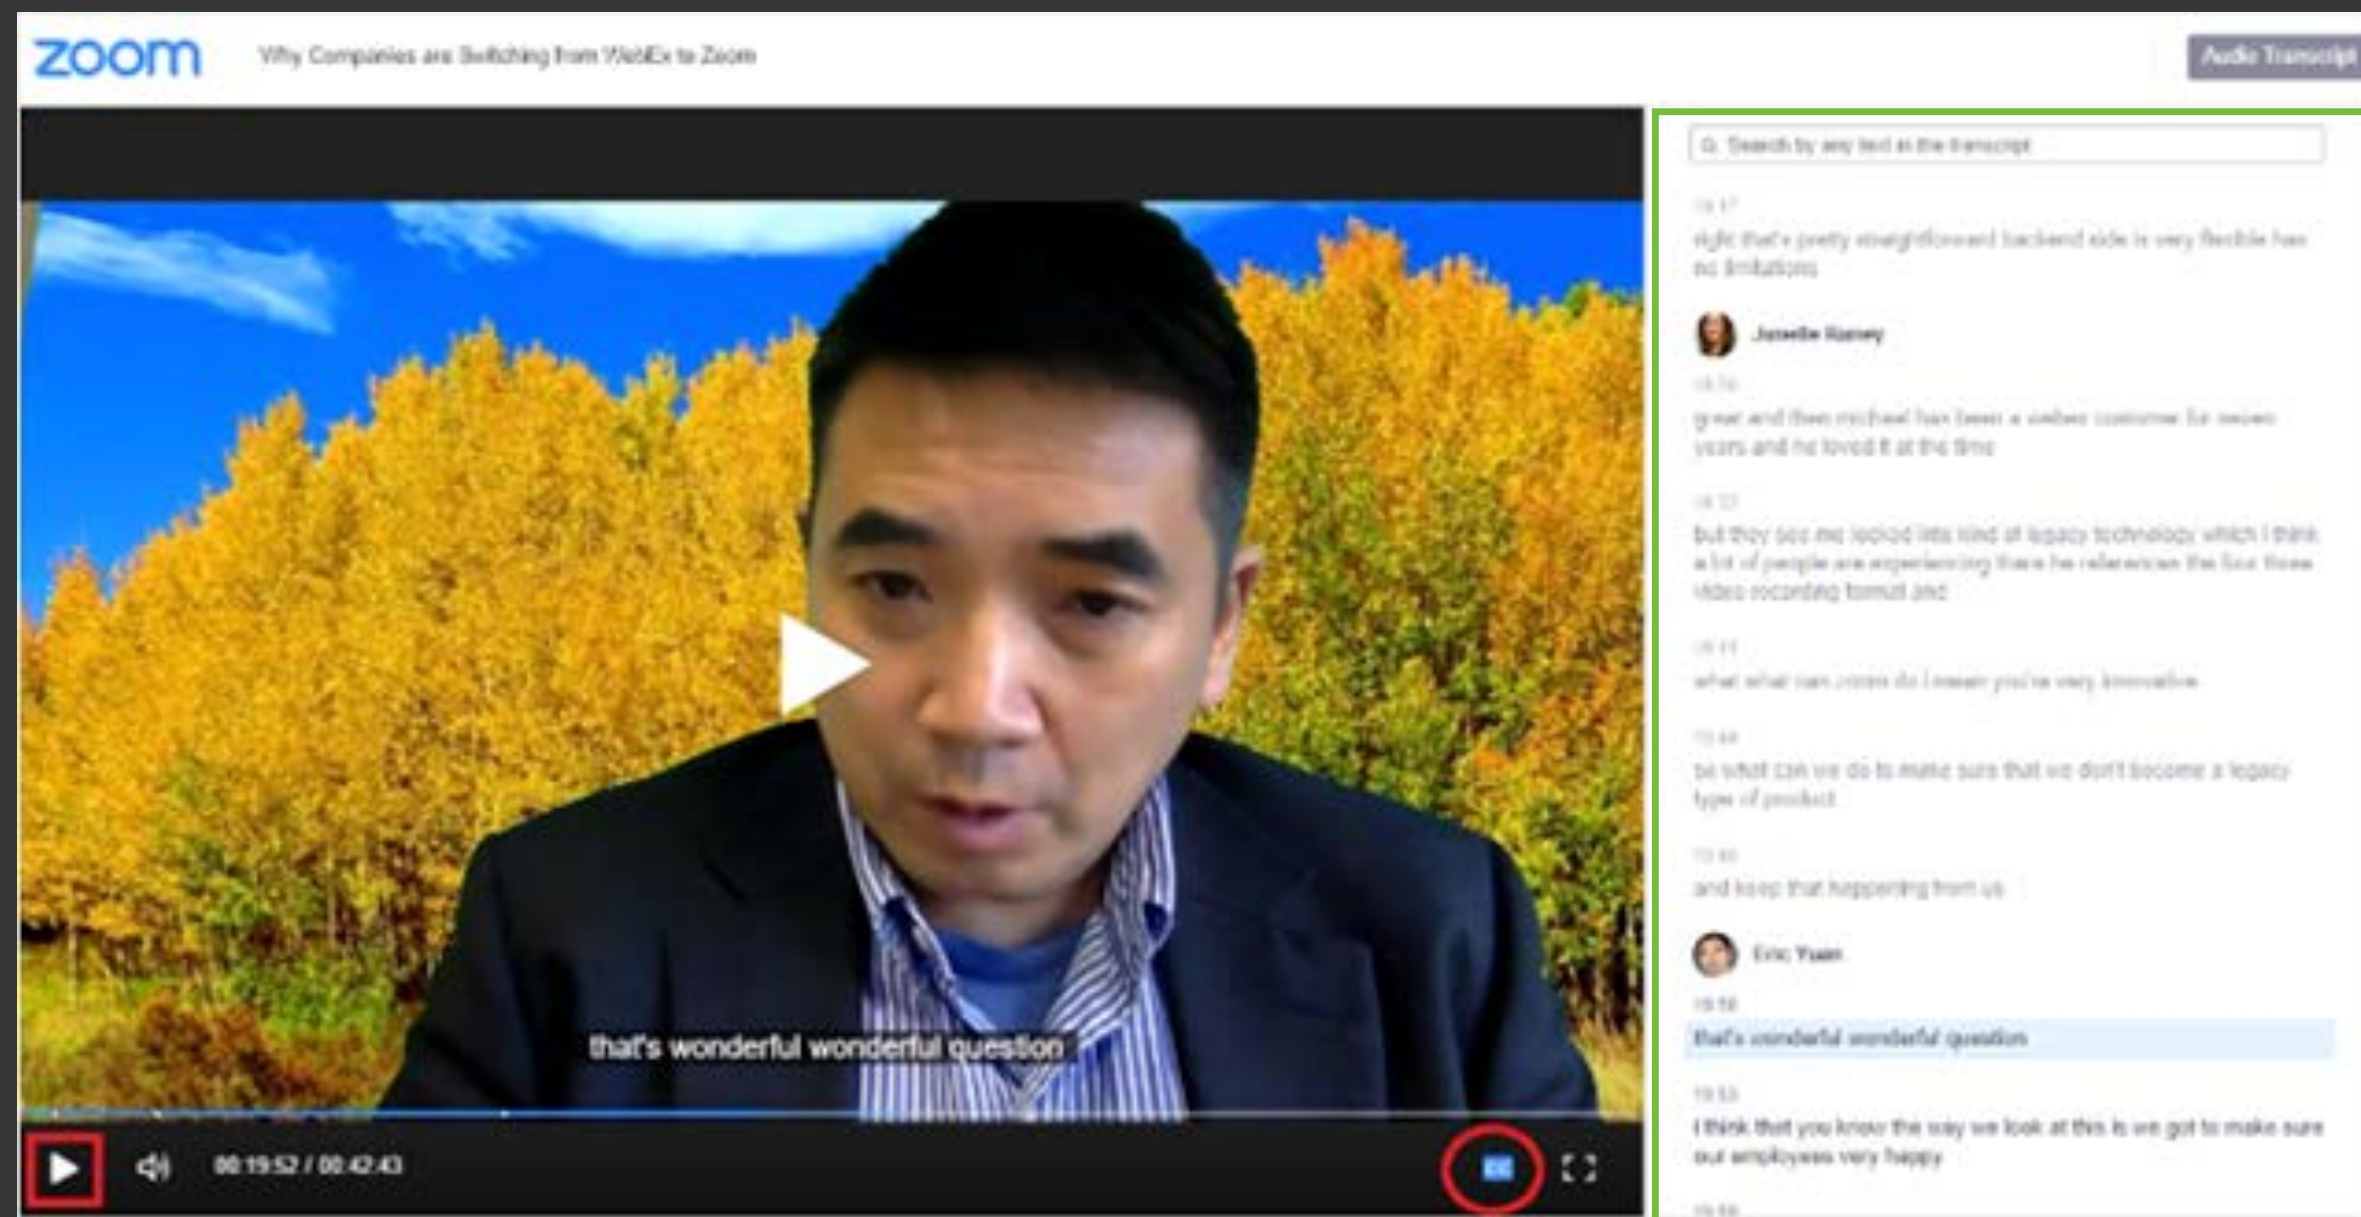 zoom
Why Companies are Switching from WebEx to Zoom
Audio Transcript
Search by any text in the transcript
right that's pretty straightforward backend side is very flexible has
no limitations
great and then michael has been a webex customer for seven
years and he loved it at the time
but they see me locked into kind of legacy technology which I think
a lot of people are experiencing there he references the four three
video recording format and
what what can zoom do I mean you're very innovative
so what can we do to make sure that we don't become a legacy
type of product
and keep that happening from us
Eric Yuan
that's wonderful wonderful question
I think that you know the way we look at this is we got to make sure
our employees very happy
that's wonderful wonderful question
00:19:52 / 00:42:43
CC